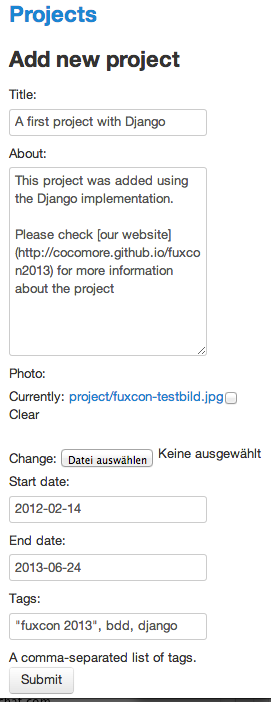 Projects
Add new project
Title:
A first project with Django
About:
This project was added using
the Django implementation.
Please check [our website]
(http://cocomore.github.io/fuxco
n2013) for more information
about the project
Photo:
Currently: project/fuxcon-testbild.jpg
Clear
Change: Datei auswählen Keine ausgewählt
Start date:
2012-02-14
End date:
2013-06-24
Tags:
"fuxcon 2013", bdd, django
A comma-separated list of tags.
Submit